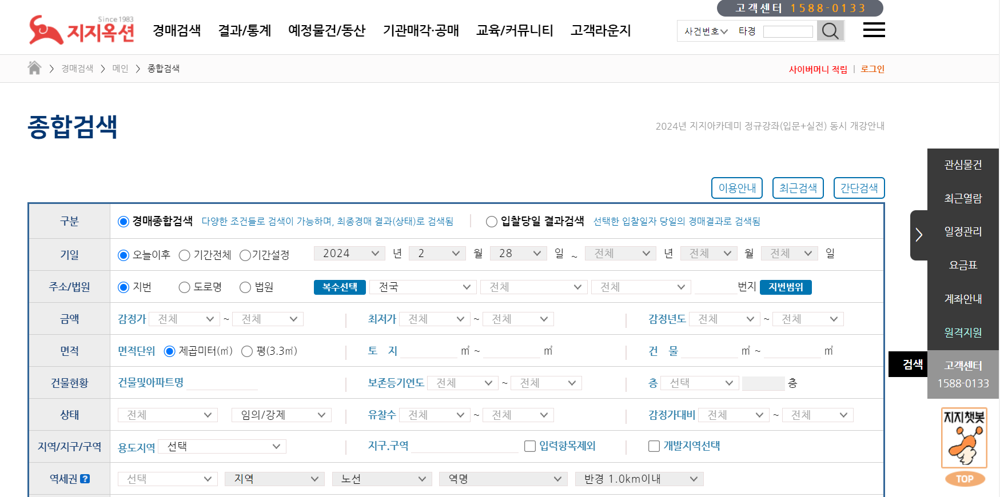 고객센터 1588-0133
Since 1983
지지옥션 경매검색 결과/통계 예정물건/동산 기관매각·공매 교육/커뮤니티 고객라운지 사건번호 타경
> 경매검색 > 메인 > 종합검색 사이버머니 적립 | 로그인
종합검색 2024년 지지아카데미 정규강좌(입문+실전) 동시 개강안내
이용안내 최근검색 간단검색
구분 경매종합검색 다양한 조건들로 검색이 가능하며, 최종경매 결과(상태)로 검색됨 입찰당일 결과검색 선택한 입찰일자 당일의 경매결과로 검색됨
기일 오늘이후 기간전체 기간설정 2024 년 2 월 28 일 ~ 전체 년 전체 월 전체 일
주소/법원 지번 도로명 법원 복수선택 전국 전체 전체 번지 지번범위
금액 감정가 전체 ~ 전체 최저가 전체 ~ 전체 감정년도 전체 ~ 전체
면적 면적단위 제곱미터(㎡) 평(3.3㎡) 토 지 ㎡ ~ ㎡ 건 물 ㎡ ~ ㎡
건물현황 건물및아파트명 보존등기연도 전체 ~ 전체 층 선택 층
상태 전체 임의/강제 유찰수 전체 ~ 전체 감정가대비 전체 ~ 전체
지역/지구/구역 용도지역 선택 지구.구역 입력항목제외 개발지역선택
역세권 ? 선택 지역 노선 역명 반경 1.0km이내
관심물건
최근열람
일정관리
요금표
계좌안내
원격지원
검색
고객센터
1588-0133
지지챗봇
TOP